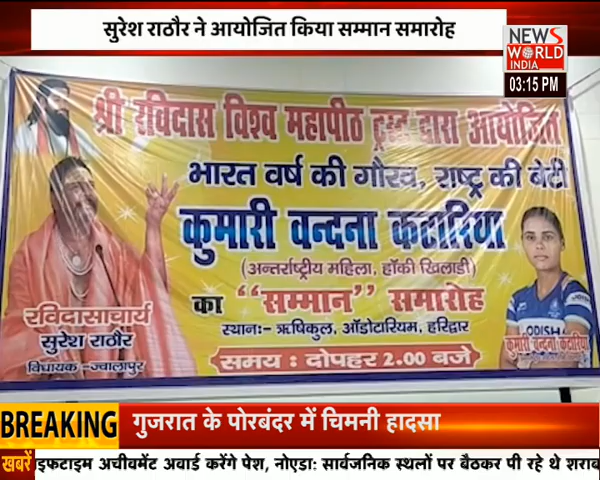 सुरेश राठौर ने आयोजित किया सम्मान समारोह
NEWS
WORLD
INDIA
03:15 PM
श्री रविदास विश्व महापीठ ट्रस्ट द्वारा आयोजित
भारत वर्ष की गौरव, राष्ट्र की बेटी
कुमारी वन्दना कटारिया
(अन्तर्राष्ट्रीय महिला, हॉकी खिलाडी)
का "सम्मान" समारोह
स्थान:- ऋषिकुल, ऑडोटारियम, हरिद्वार
समय : दोपहर 2.00 बजे
रविदासाचार्य
सुरेश राठौर
विधायक -ज्वालापुर
ODISHA
कुमारी वन्दना कटारिया
BREAKING
गुजरात के पोरबंदर में चिमनी हादसा
खबरें
इफटाइम अचीवमेंट अवार्ड करेंगे पेश, नोएडा: सार्वजनिक स्थलों पर बैठकर पी रहे थे शराब